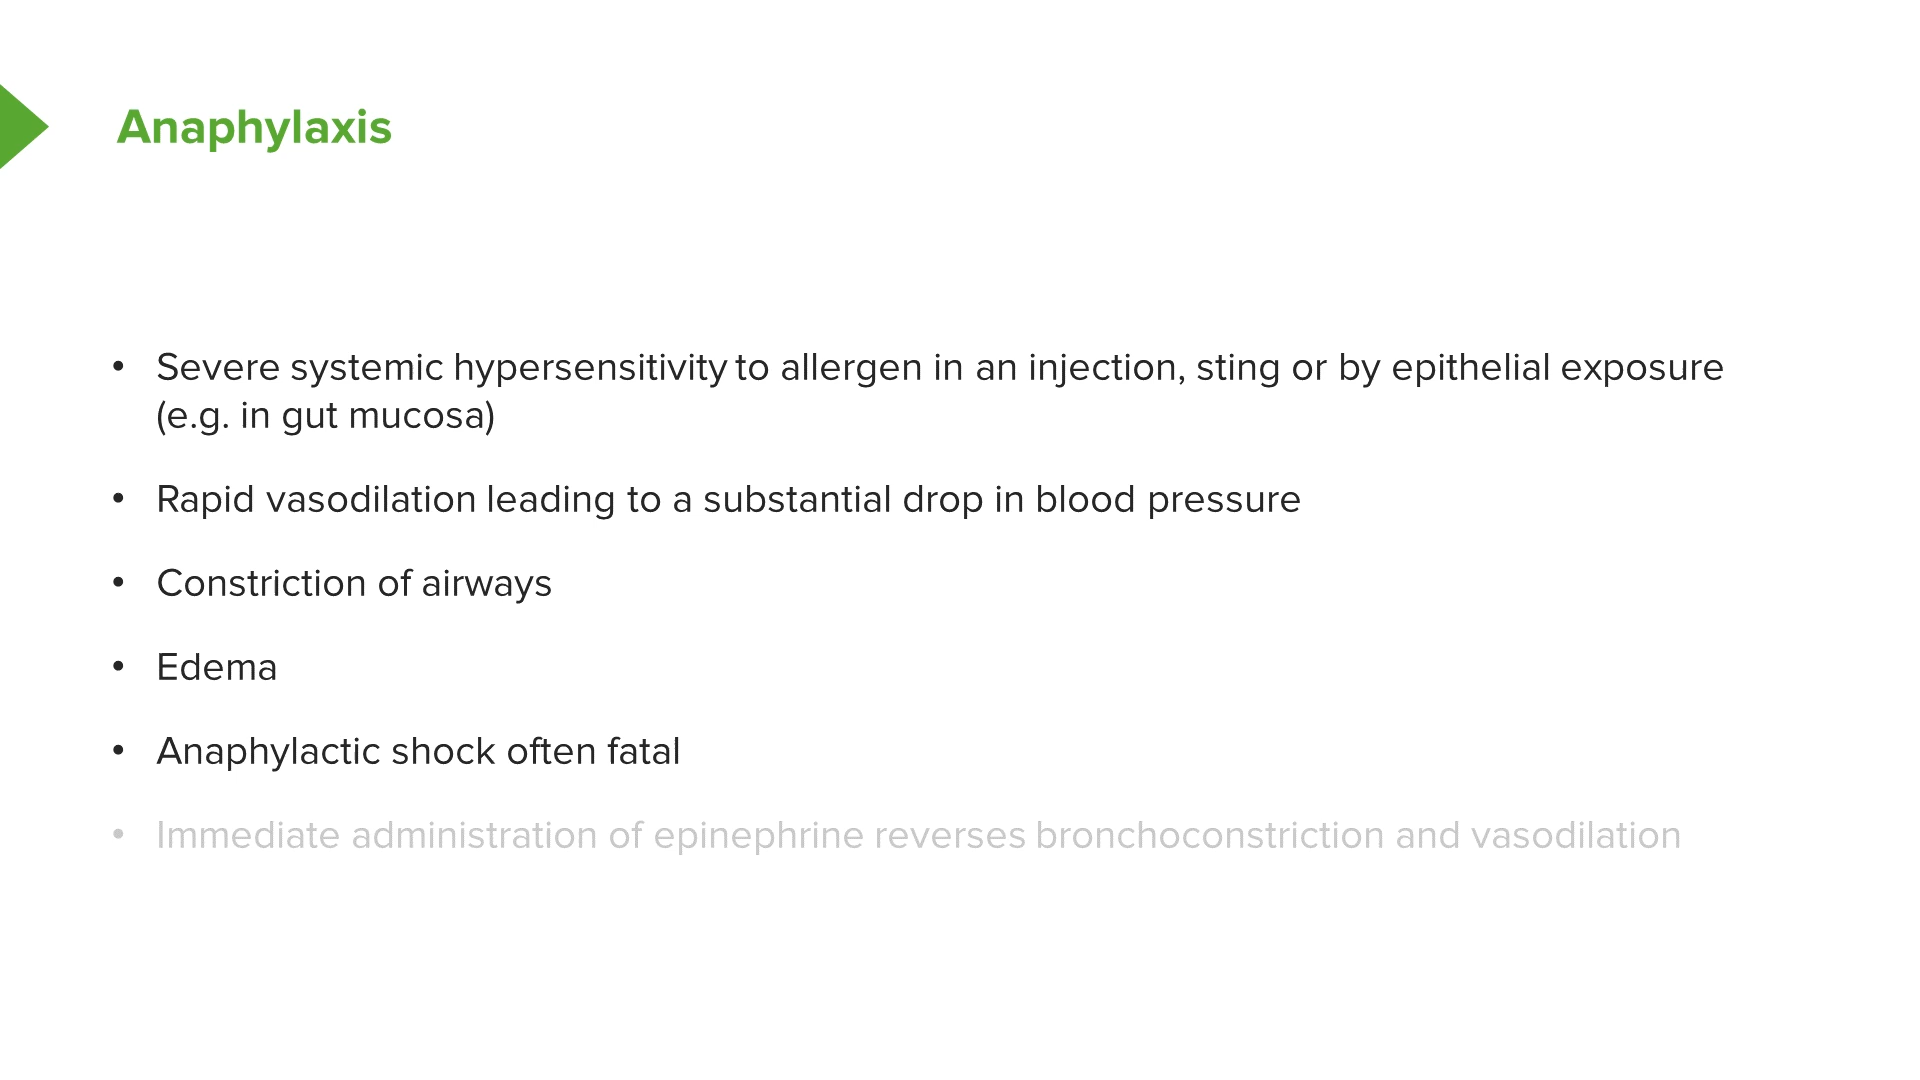 Anaphylaxis
• Severe systemic hypersensitivity to allergen in an injection, sting or by epithelial exposure
(e.g. in gut mucosa)
• Rapid vasodilation leading to a substantial drop in blood pressure
• Constriction of airways
• Edema
• Anaphylactic shock often fatal
• Immediate administration of epinephrine reverses bronchoconstriction and vasodilation